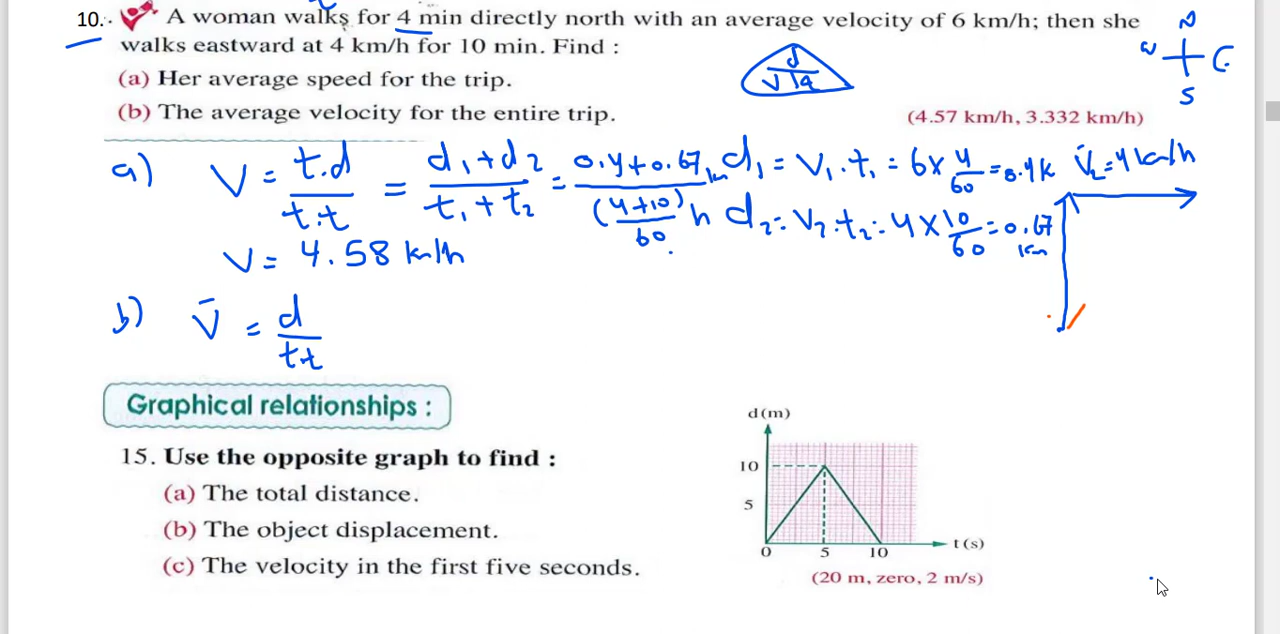 10. A woman walks for 4 min directly north with an average velocity of 6 km/h; then she
walks eastward at 4 km/h for 10 min. Find :
(a) Her average speed for the trip.
(b) The average velocity for the entire trip.
(4.57 km/h, 3.332 km/h)
N
W E
S
d
V t
a) V = t.d / t.t = d1+d2 / t1+t2 = 0.4+0.67 km / (4+10)/60 h
d1 = V1.t1 = 6 x 4/60 = 0.4 k
V2 = 4 km/h
d2 = V2.t2 = 4 x 10/60 = 0.67 km
V = 4.58 km/h
b) V̄ = d / t.t
Graphical relationships :
15. Use the opposite graph to find :
(a) The total distance.
(b) The object displacement.
(c) The velocity in the first five seconds.
d(m)
10
5
0 5 10 t(s)
(20 m, zero, 2 m/s)